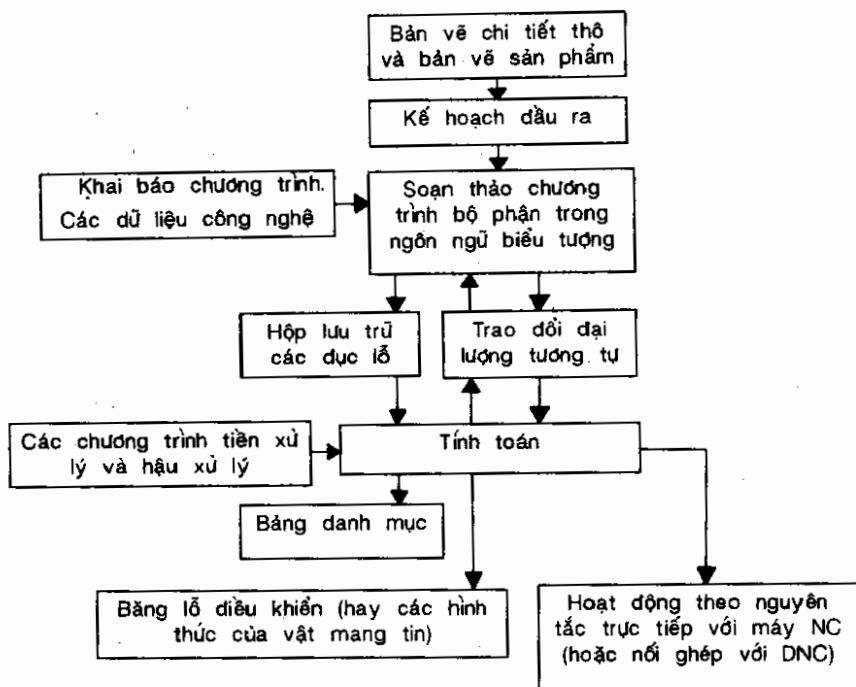 Bản vẽ chi tiết thô
và bản vẽ sản phẩm
Kế hoạch đầu ra
Khai báo chương trình.
Các dữ liệu công nghệ
Soạn thảo chương
trình bộ phận trong
ngôn ngữ biểu tượng
Hộp lưu trữ
các đục lỗ
Trao đổi đại
lượng tương tự
Các chương trình tiền xử
lý và hậu xử lý
Tính toán
Bảng danh mục
Băng lỗ điều khiển (hay các hình
thức của vật mang tin)
Hoạt động theo nguyên
tắc trực tiếp với máy NC
(hoặc nối ghép với DNC)